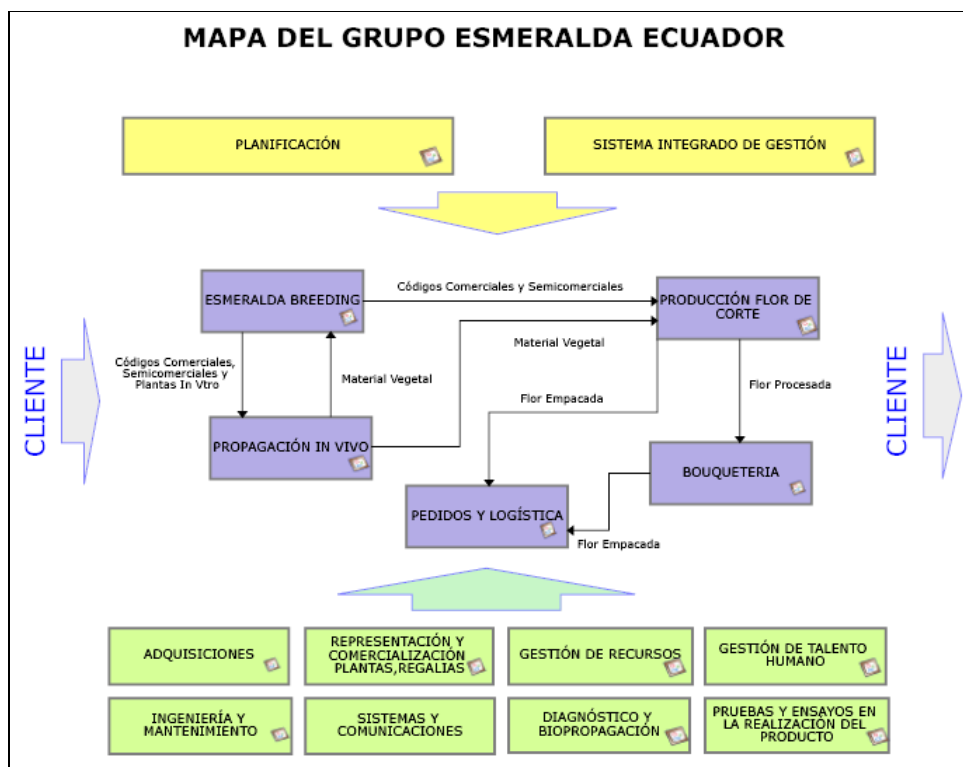 MAPA DEL GRUPO ESMERALDA ECUADOR
PLANIFICACIÓN
SISTEMA INTEGRADO DE GESTIÓN
CLIENTE
ESMERALDA BREEDING
Códigos Comerciales y Semicomerciales
PRODUCCIÓN FLOR DE
CORTE
Códigos Comerciales,
Semicomerciales y
Plantas In Vtro
Material Vegetal
Material Vegetal
Flor Empacada
Flor Procesada
PROPAGACIÓN IN VIVO
BOUQUETERIA
PEDIDOS Y LOGÍSTICA
Flor Empacada
CLIENTE
ADQUISICIONES
REPRESENTACIÓN Y
COMERCIALIZACIÓN
PLANTAS,REGALIAS
GESTIÓN DE RECURSOS
GESTIÓN DE TALENTO
HUMANO
INGENIERÍA Y
MANTENIMIENTO
SISTEMAS Y
COMUNICACIONES
DIAGNÓSTICO Y
BIOPROPAGACIÓN
PRUEBAS Y ENSAYOS EN
LA REALIZACIÓN DEL
PRODUCTO